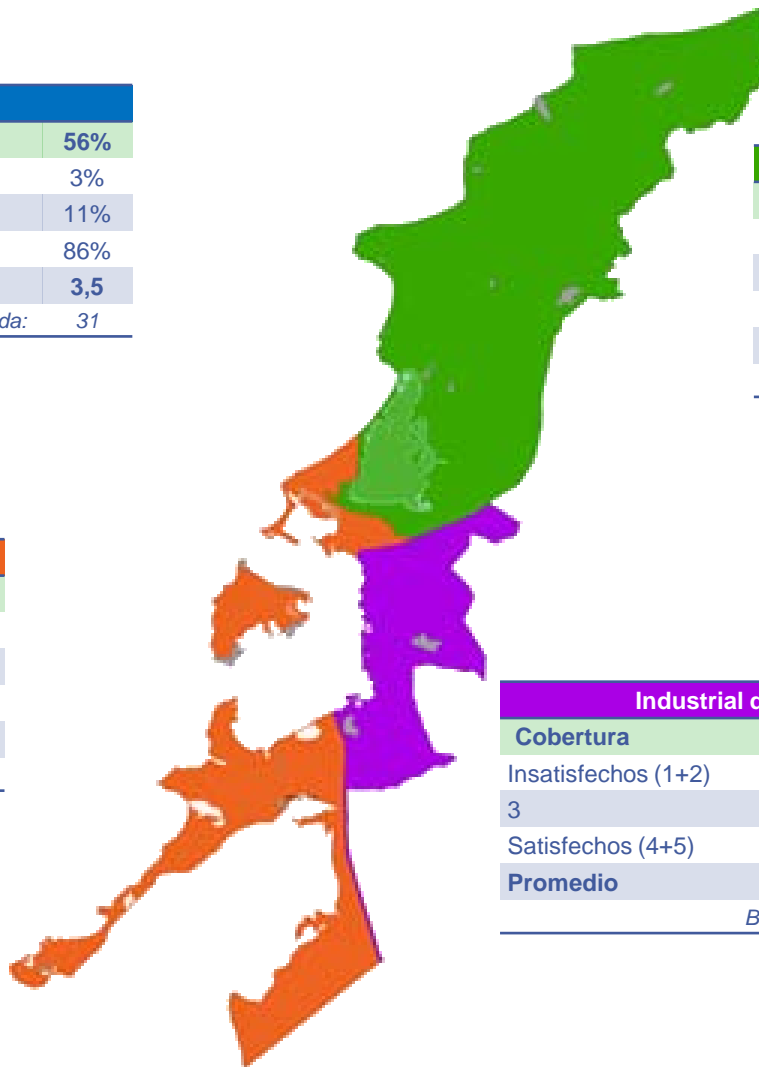 56%
3%
11%
86%
3,5
da: 31
Industrial d
Cobertura
Insatisfechos (1+2)
3
Satisfechos (4+5)
Promedio
B